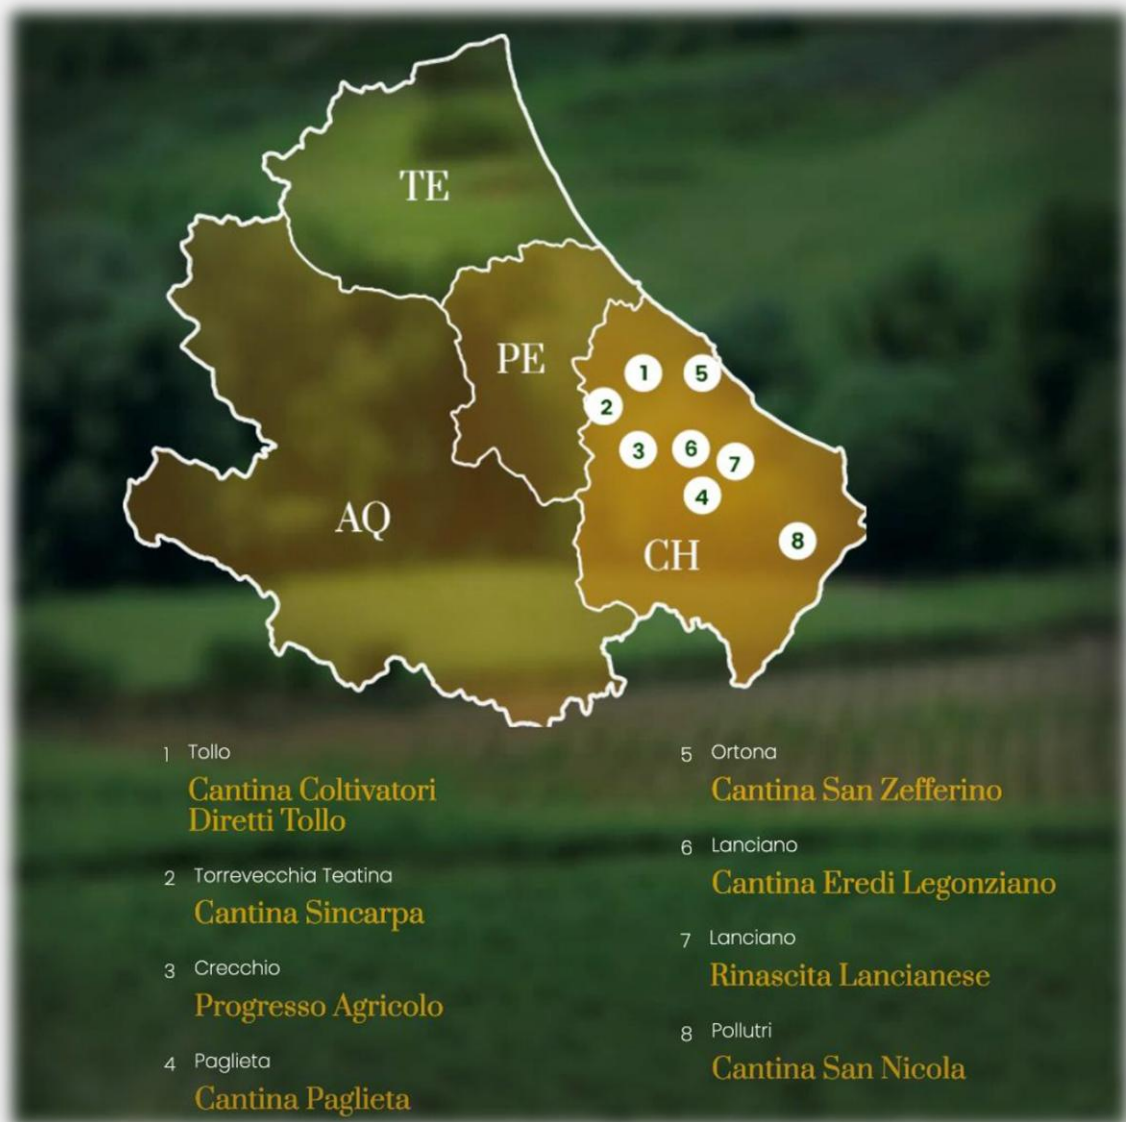 TE
PE
1
5
2
3
6
7
4
AQ
CH
8
1 Tollo
Cantina Coltivatori
Diretti Tollo
2 Torrevecchia Teatina
Cantina Sincarpa
3 Crecchio
Progresso Agricolo
4 Paglieta
Cantina Paglieta
5 Ortona
Cantina San Zefferino
6 Lanciano
Cantina Eredi Legonziano
7 Lanciano
Rinascita Lancianese
8 Pollutri
Cantina San Nicola